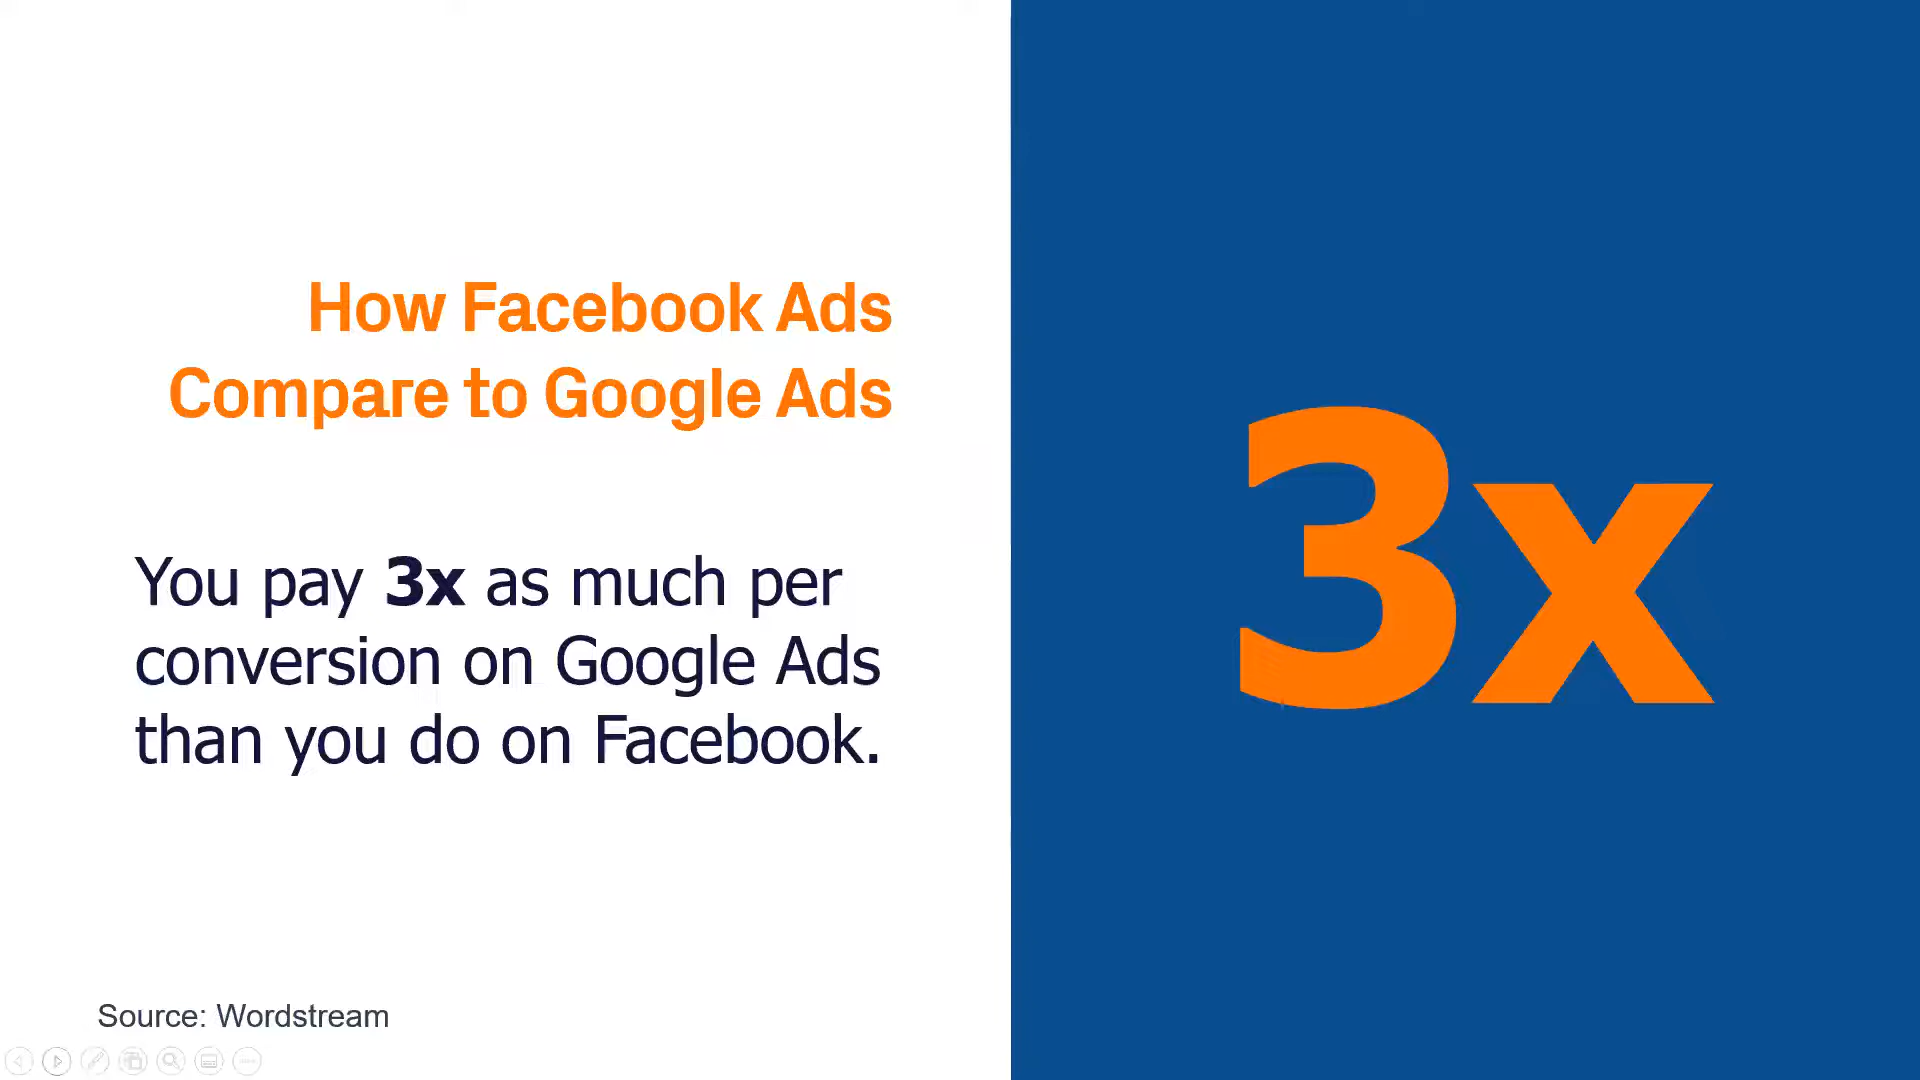 How Facebook Ads
Compare to Google Ads
You pay 3x as much per
conversion on Google Ads
than you do on Facebook.
3x
Source: Wordstream